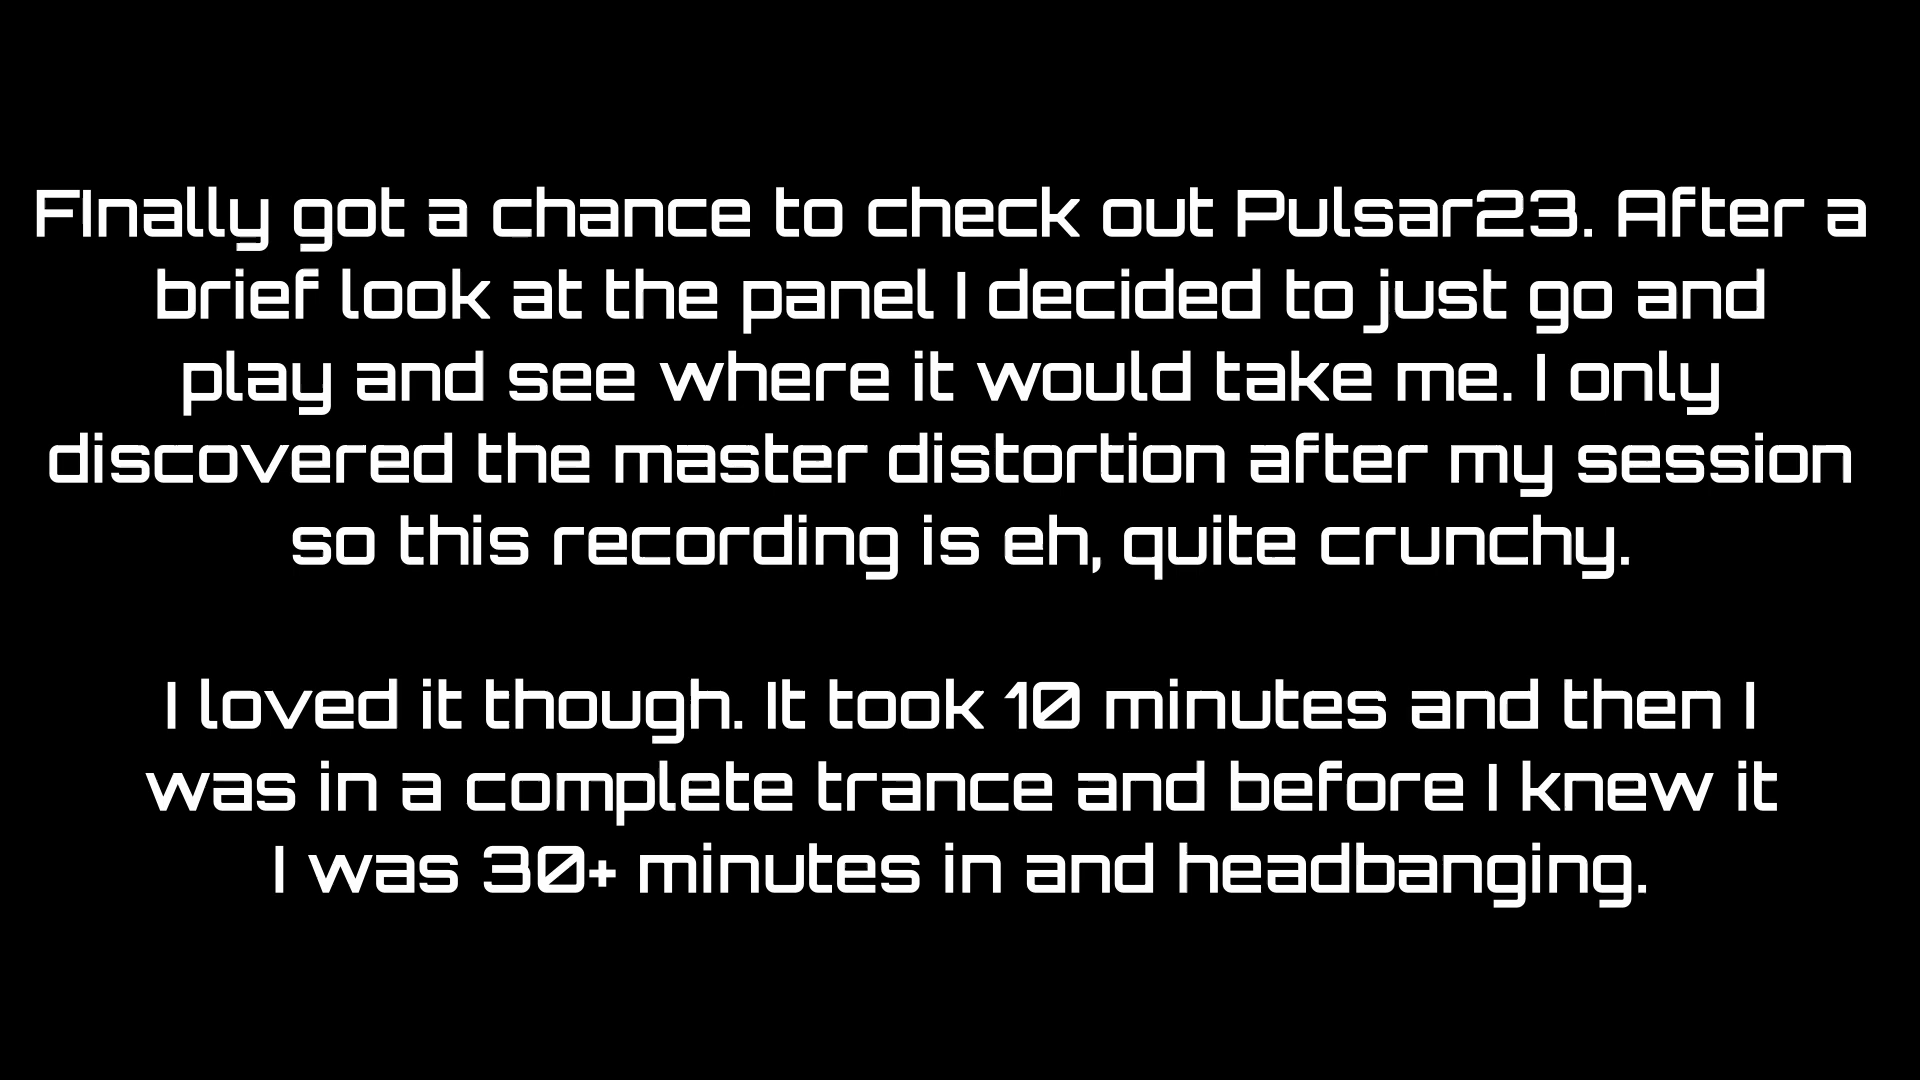 FInally got a chance to check out Pulsar23. After a
brief look at the panel I decided to just go and
play and see where it would take me. I only
discovered the master distortion after my session
so this recording is eh, quite crunchy.
I loved it though. It took 10 minutes and then I
was in a complete trance and before I knew it
I was 30+ minutes in and headbanging.